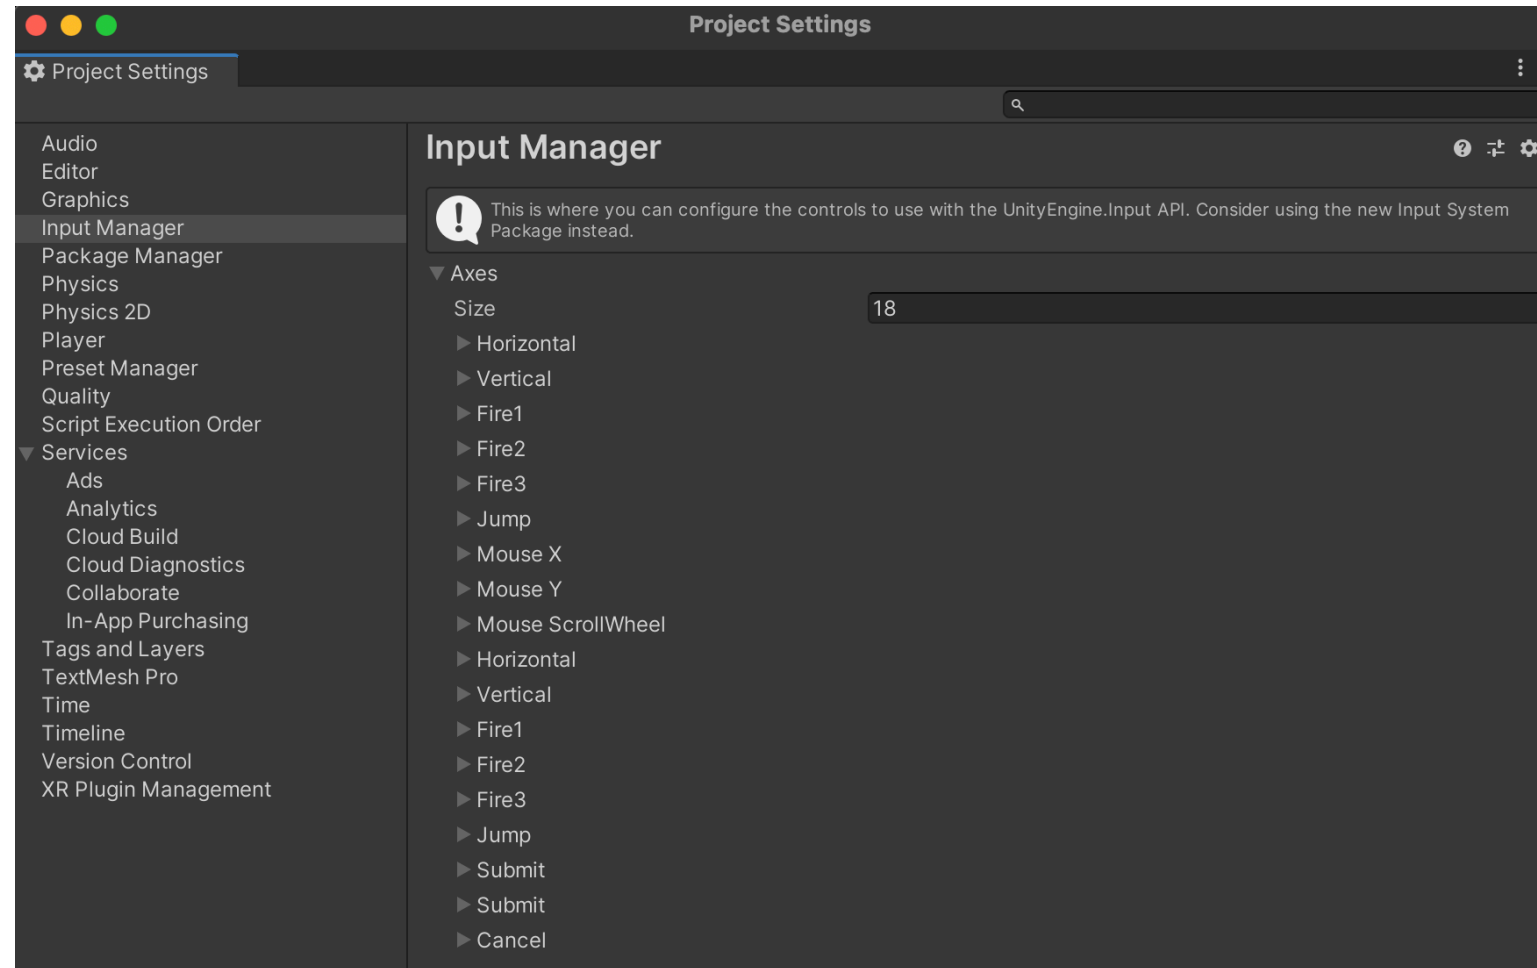 Project Settings
Project Settings
Audio
Editor
Graphics
Input Manager
Package Manager
Physics
Physics 2D
Player
Preset Manager
Quality
Script Execution Order
Services
Ads
Analytics
Cloud Build
Cloud Diagnostics
Collaborate
In-App Purchasing
Tags and Layers
TextMesh Pro
Time
Timeline
Version Control
XR Plugin Management
Input Manager
This is where you can configure the controls to use with the UnityEngine.Input API. Consider using the new Input System
Package instead.
Axes
Size 18
Horizontal
Vertical
Fire1
Fire2
Fire3
Jump
Mouse X
Mouse Y
Mouse ScrollWheel
Horizontal
Vertical
Fire1
Fire2
Fire3
Jump
Submit
Submit
Cancel